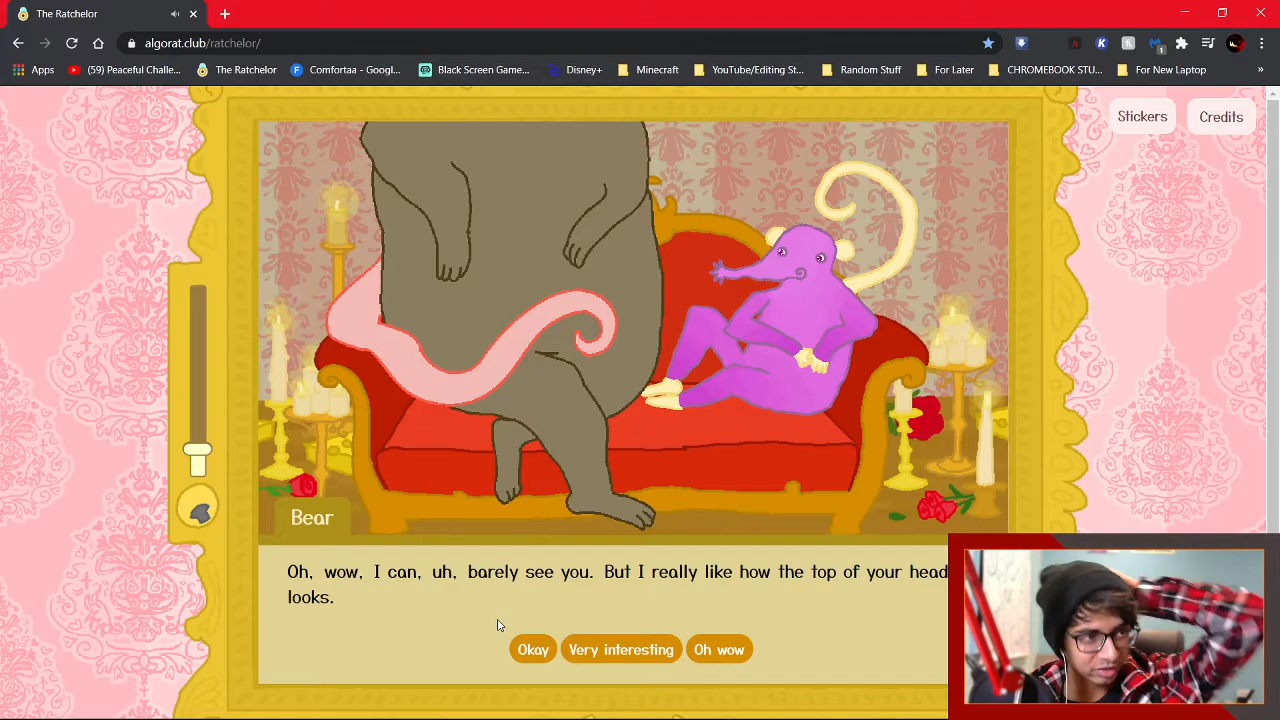 The Ratchelor
algorat.club/ratchelor/
1
Apps (59) Peaceful Challe... The Ratchelor Comfortaa - Googl... Black Screen Game... Disney+ Minecraft YouTube/Editing St... Random Stuff For Later CHROMEBOOK STU... For New Laptop »
Stickers Credits
Bear
Oh, wow, I can, uh, barely see you. But I really like how the top of your head
looks.
Okay Very interesting Oh wow